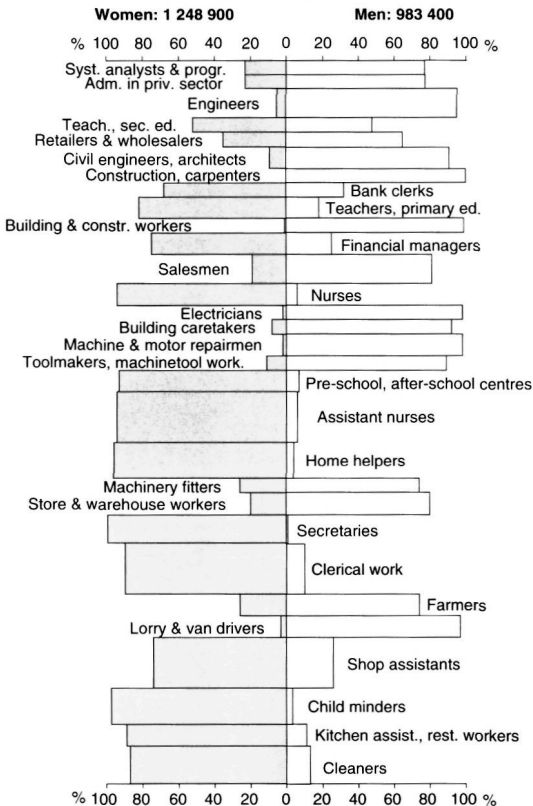 Women: 1 248 900 Men: 983 400
% 100 80 60 40 20 0 20 40 60 80 100 %
Syst. analysts & progr.
Adm. in priv. sector
Engineers
Teach., sec. ed.
Retailers & wholesalers
Civil engineers, architects
Construction, carpenters
Bank clerks
Teachers, primary ed.
Building & constr. workers
Financial managers
Salesmen
Nurses
Electricians
Building caretakers
Machine & motor repairmen
Toolmakers, machinetool work.
Pre-school, after-school centres
Assistant nurses
Home helpers
Machinery fitters
Store & warehouse workers
Secretaries
Clerical work
Farmers
Lorry & van drivers
Shop assistants
Child minders
Kitchen assist., rest. workers
Cleaners
% 100 80 60 40 20 0 20 40 60 80 100 %